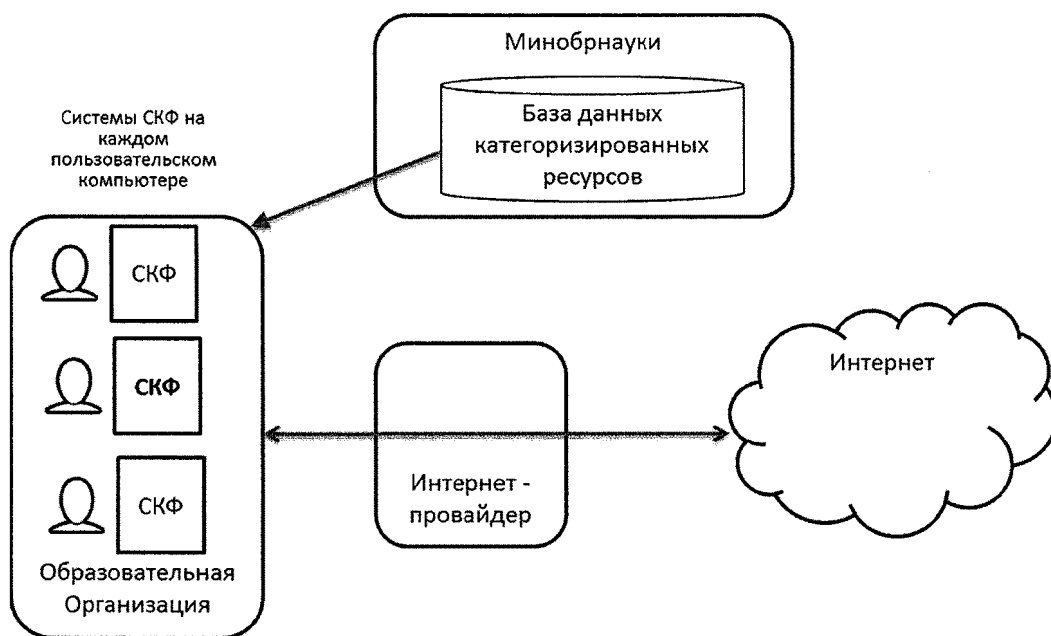 Минобрнауки
База данных
категоризированных
ресурсов
Системы СКФ на
каждом
пользовательском
компьютере
СКФ
СКФ
СКФ
Образовательная
Организация
Интернет -
провайдер
Интернет